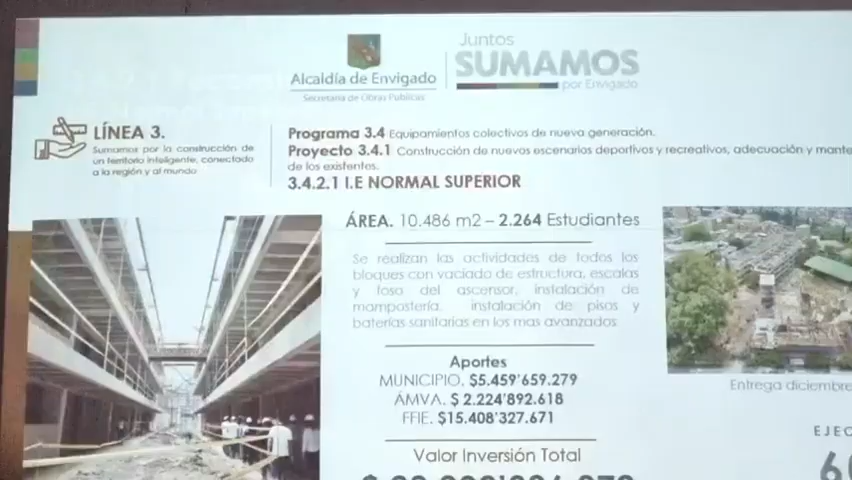 Juntos
Alcaldía de Envigado
SUMAMOS
Secretaría de Obras Públicas
por Envigado
LÍNEA 3.
Sumamos por la construcción de
un territorio inteligente, conectado
a la región y al mundo
Programa 3.4 Equipamientos colectivos de nueva generación.
Proyecto 3.4.1 Construcción de nuevos escenarios deportivos y recreativos, adecuación y mante
de los existentes.
3.4.2.1 I.E NORMAL SUPERIOR
ÁREA. 10.486 m2 – 2.264 Estudiantes
Se realizan las actividades de todos los
bloques con vaciado de estructura, escalas
y foso del ascensor, instalación de
mampostería, instalación de pisos y
baterías sanitarias en los mas avanzados
Aportes
MUNICIPIO. $5.459'659.279
ÁMVA. $ 2.224'892.618
FFIE. $15.408'327.671
Valor Inversión Total
Entrega diciembre
EJEC